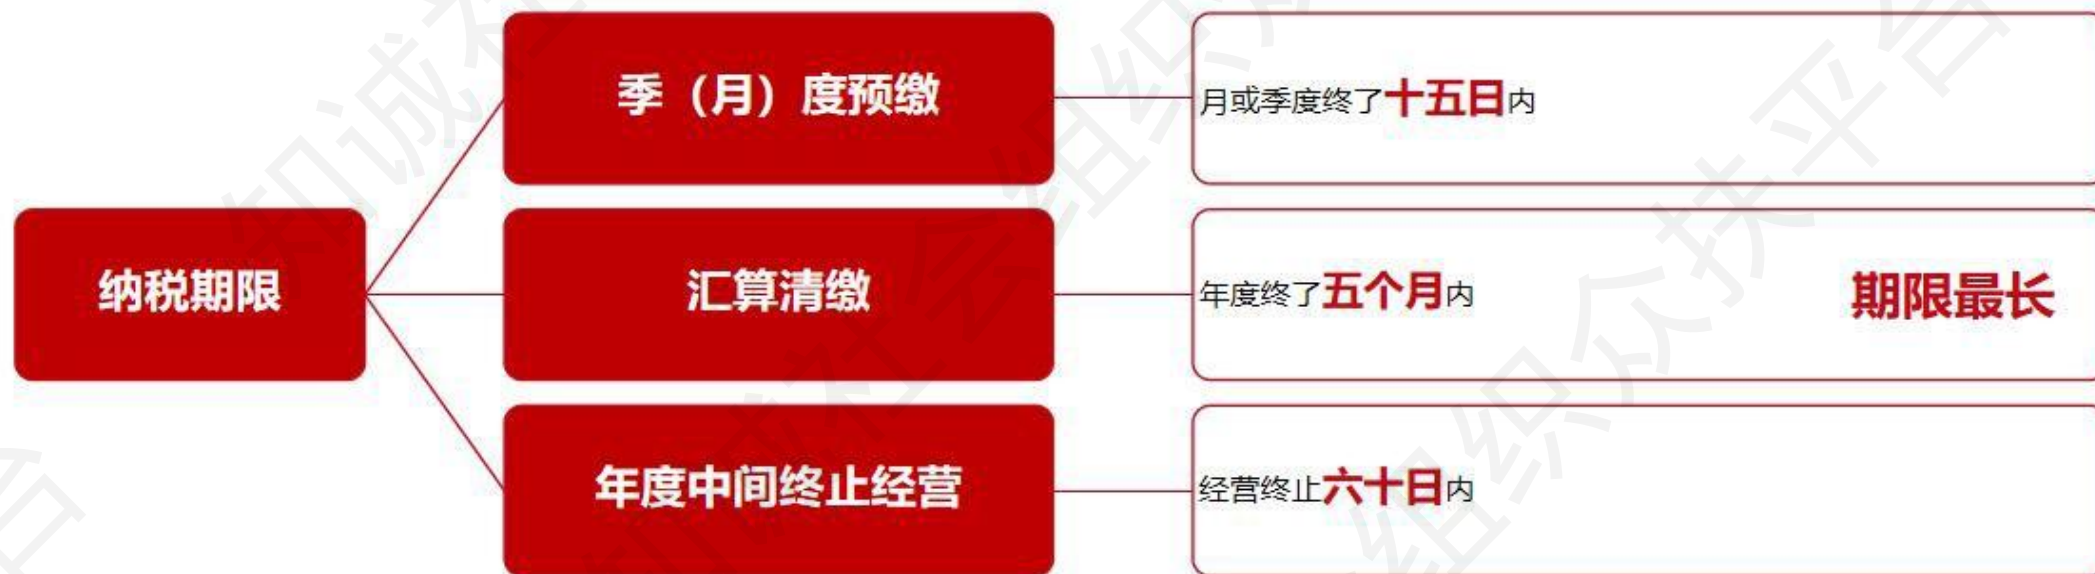 季（月）度预缴
月或季度终了十五日内
纳税期限
汇算清缴
年度终了五个月内
期限最长
年度中间终止经营
经营终止六十日内